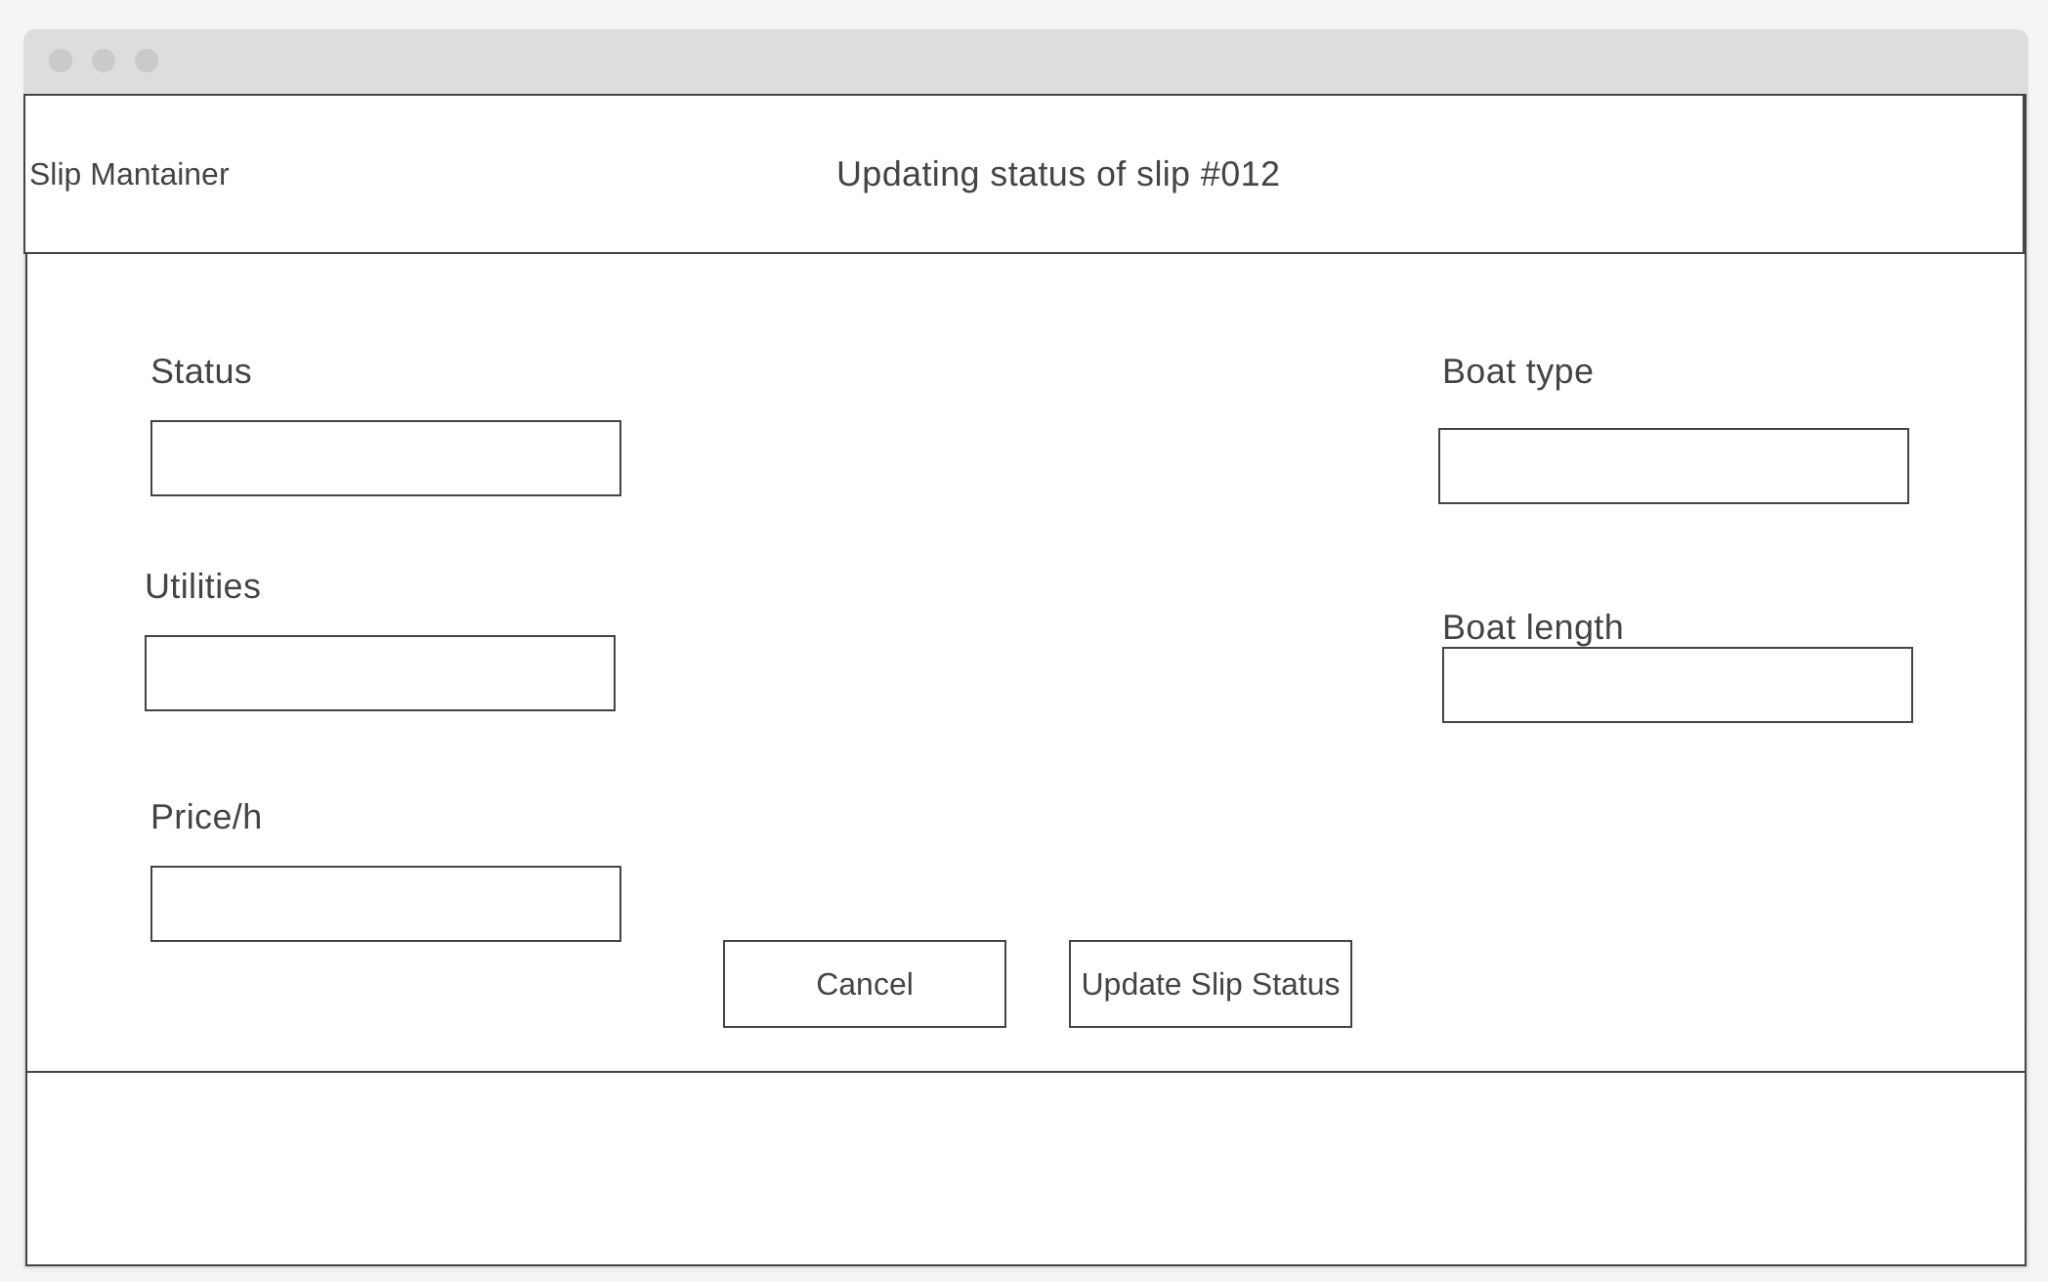 Slip Mantainer
Updating status of slip #012
Status
Boat type
Utilities
Boat length
Price/h
Cancel
Update Slip Status